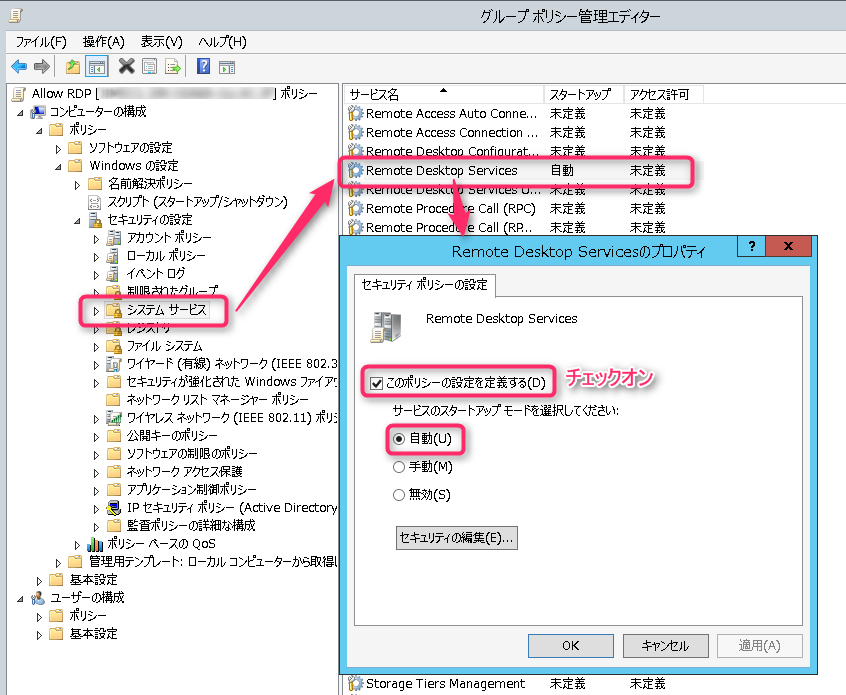 グループ ポリシー管理エディター
ファイル(F) 操作(A) 表示(V) ヘルプ(H)
Allow RDP [ ] ポリシー
コンピューターの構成
ポリシー
ソフトウェアの設定
Windows の設定
名前解決ポリシー
スクリプト (スタートアップ/シャットダウン)
セキュリティの設定
アカウント ポリシー
ローカル ポリシー
イベント ログ
制限されたグループ
システム サービス
レジストリ
ファイル システム
ワイヤード (有線) ネットワーク (IEEE 802.3
セキュリティが強化された Windows ファイアウ
ネットワーク リスト マネージャー ポリシー
ワイヤレス ネットワーク (IEEE 802.11) ポリシ
公開キーのポリシー
ソフトウェアの制限のポリシー
ネットワーク アクセス保護
アプリケーション制御ポリシー
IP セキュリティ ポリシー (Active Directory
監査ポリシーの詳細な構成
ポリシー ベースの QoS
管理用テンプレート: ローカル コンピューターから取得し
基本設定
ユーザーの構成
ポリシー
基本設定
サービス名 スタートアップ アクセス許可
Remote Access Auto Conne... 未定義 未定義
Remote Access Connection ... 未定義 未定義
Remote Desktop Configurat... 未定義 未定義
Remote Desktop Services 自動 未定義
Remote Desktop Services U... 未定義 未定義
Remote Procedure Call (RPC) 未定義 未定義
Remote Procedure Call (RP... 未定義 未定義
Remote Desktop Servicesのプロパティ
? x
セキュリティ ポリシーの設定
Remote Desktop Services
このポリシーの設定を定義する(D)
チェックオン
サービスのスタートアップ モードを選択してください:
自動(U)
手動(M)
無効(S)
セキュリティの編集(E)...
OK キャンセル 適用(A)
Storage Tiers Management 未定義 未定義